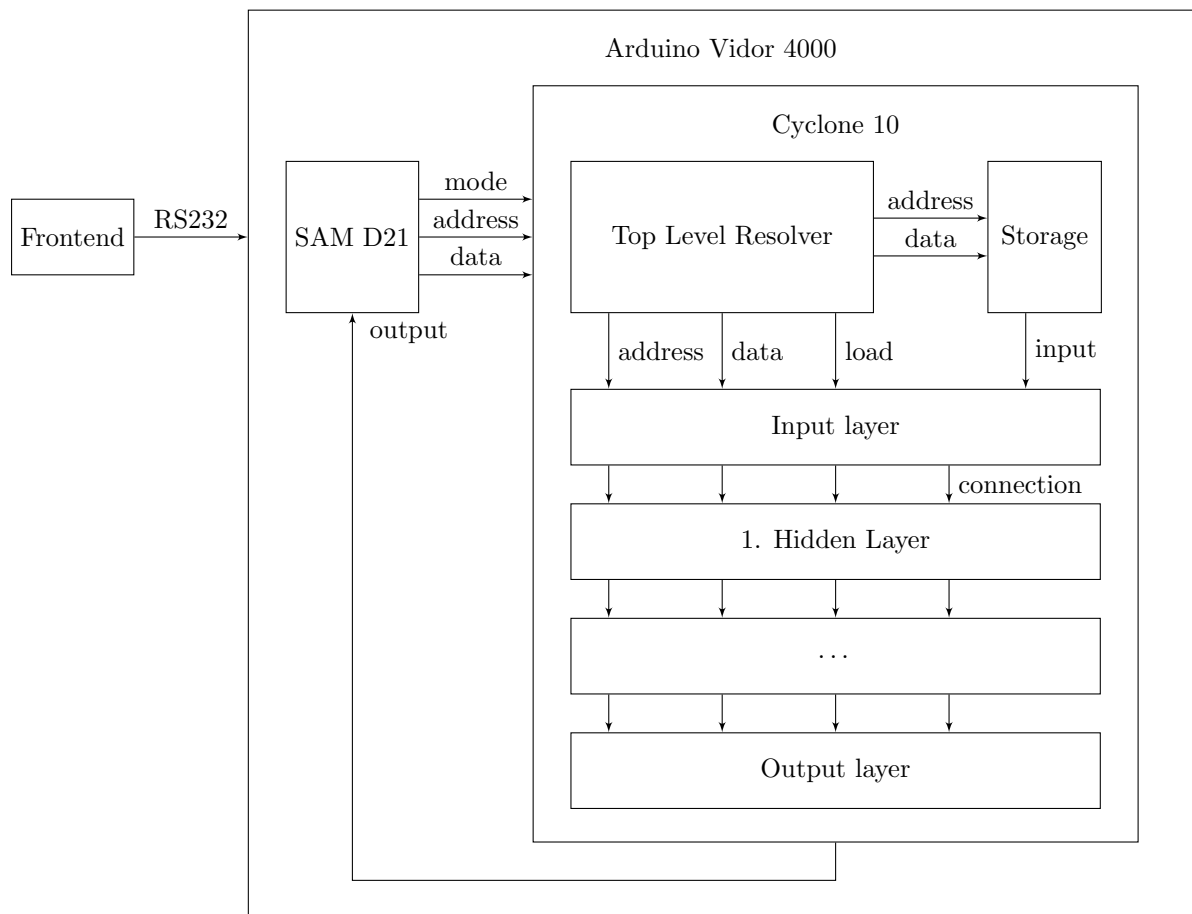 Arduino Vidor 4000
Cyclone 10
Frontend
RS232
SAM D21
mode
address
data
Top Level Resolver
address
data
Storage
output
address
data
load
input
Input layer
connection
1. Hidden Layer
...
Output layer